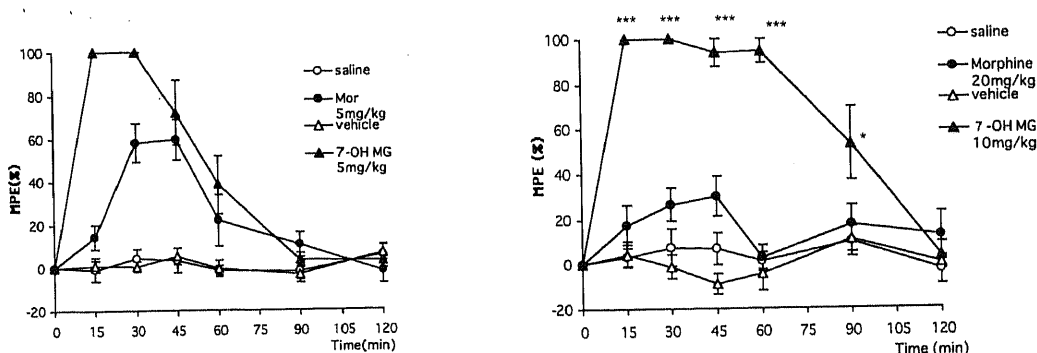 100
80
60
40
20
0
-20
MPE(%)
0 15 30 45 60 75 90 105 120
Time(min)
saline
Mor
5mg/kg
vehicle
7-OH MG
5mg/kg
*** *** *** ***
*
100
80
60
40
20
0
-20
MPE (%)
0 15 30 45 60 75 90 105 120
Time (min)
saline
Morphine
20mg/kg
vehicle
7-OH MG
10mg/kg